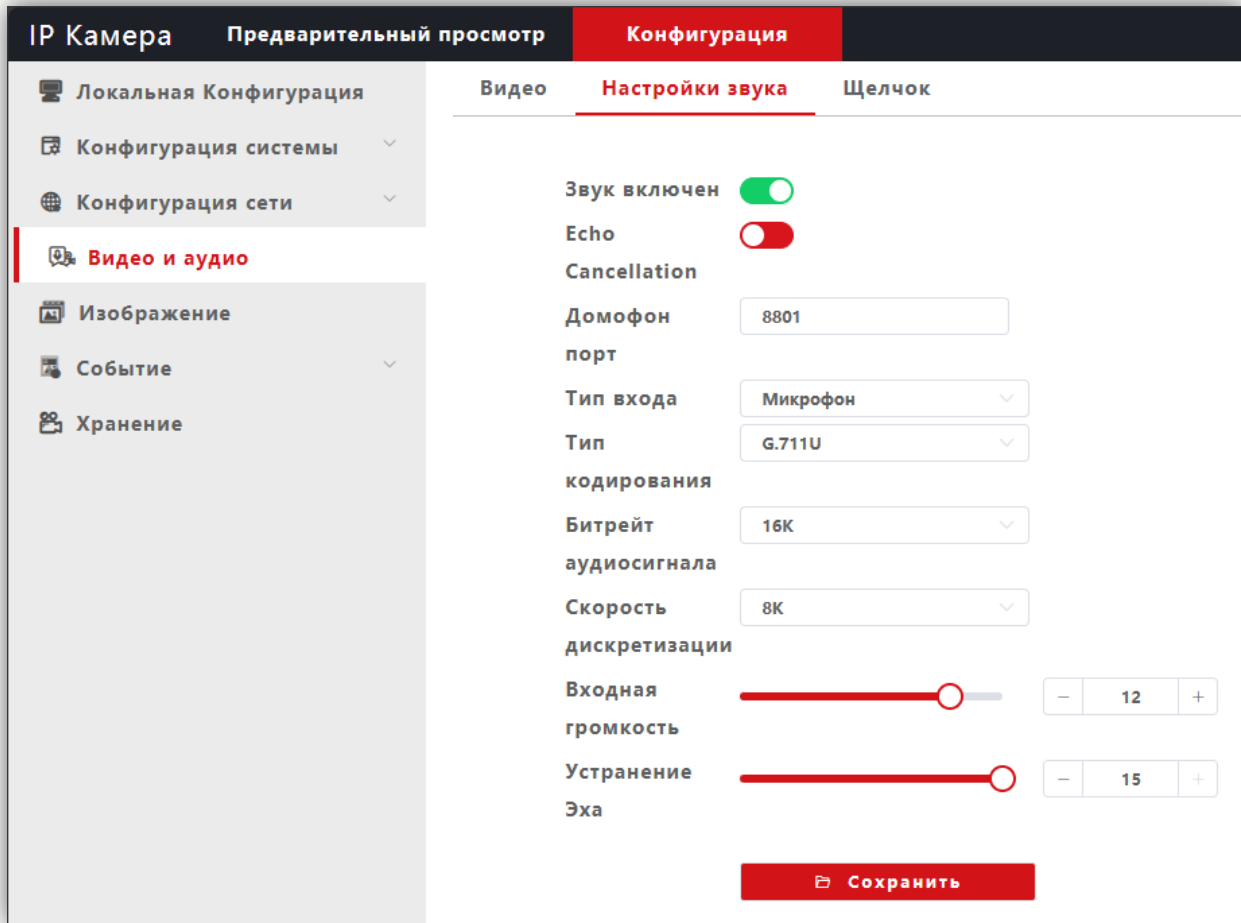 IP Камера Предварительный просмотр Конфигурация
Локальная Конфигурация
Конфигурация системы
Конфигурация сети
Видео и аудио
Изображение
Событие
Хранение
Видео Настройки звука Щелчок
Звук включен
Echo
Cancellation
Домофон
порт
8801
Тип входа
Микрофон
Тип
кодирования
G.711U
Битрейт
аудиосигнала
16K
Скорость
дискретизации
8K
Входная
громкость
− 12 +
Устранение
Эха
− 15 +
Сохранить